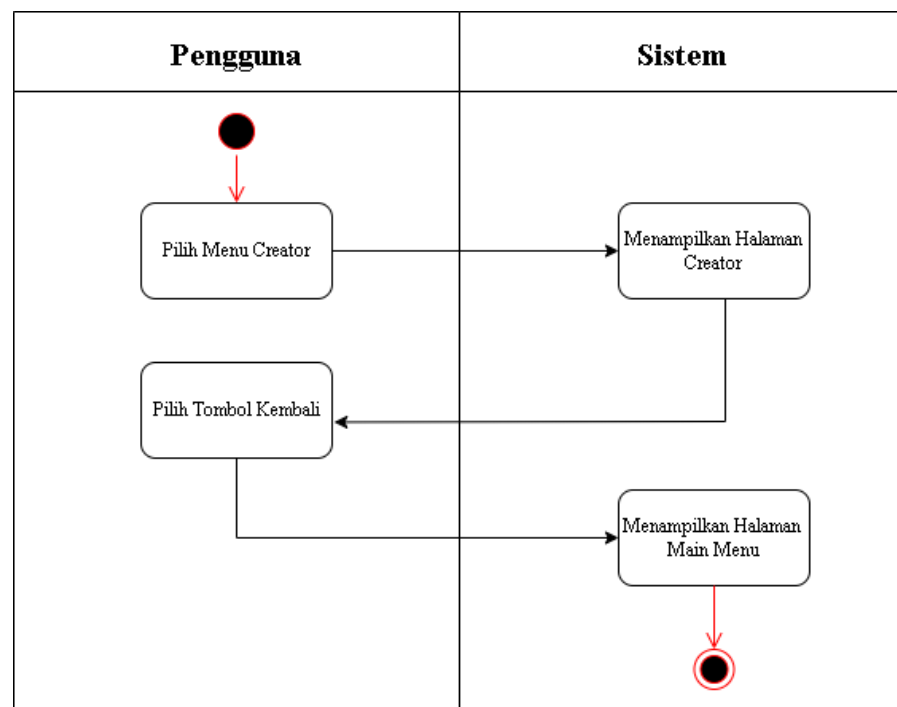 Pengguna
Sistem
Pilih Menu Creator
Menampilkan Halaman
Creator
Pilih Tombol Kembali
Menampilkan Halaman
Main Menu